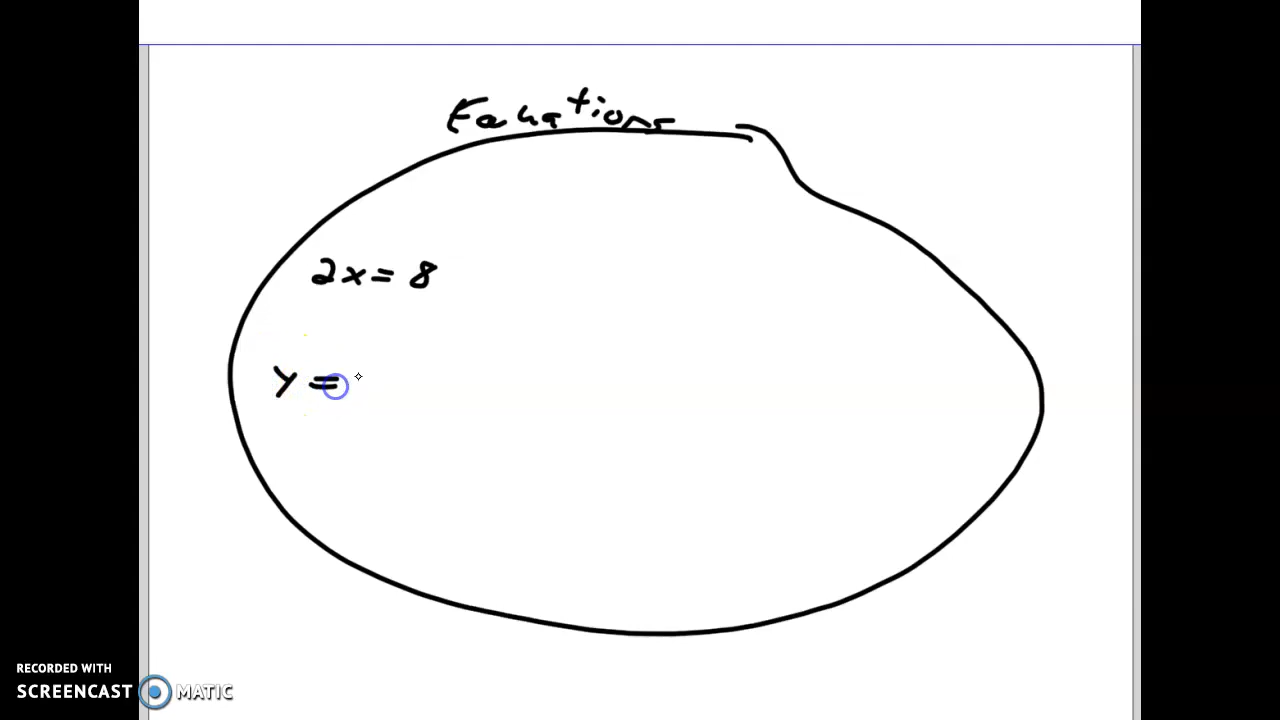 Equations
2x = 8
y =
RECORDED WITH
SCREENCAST MATIC